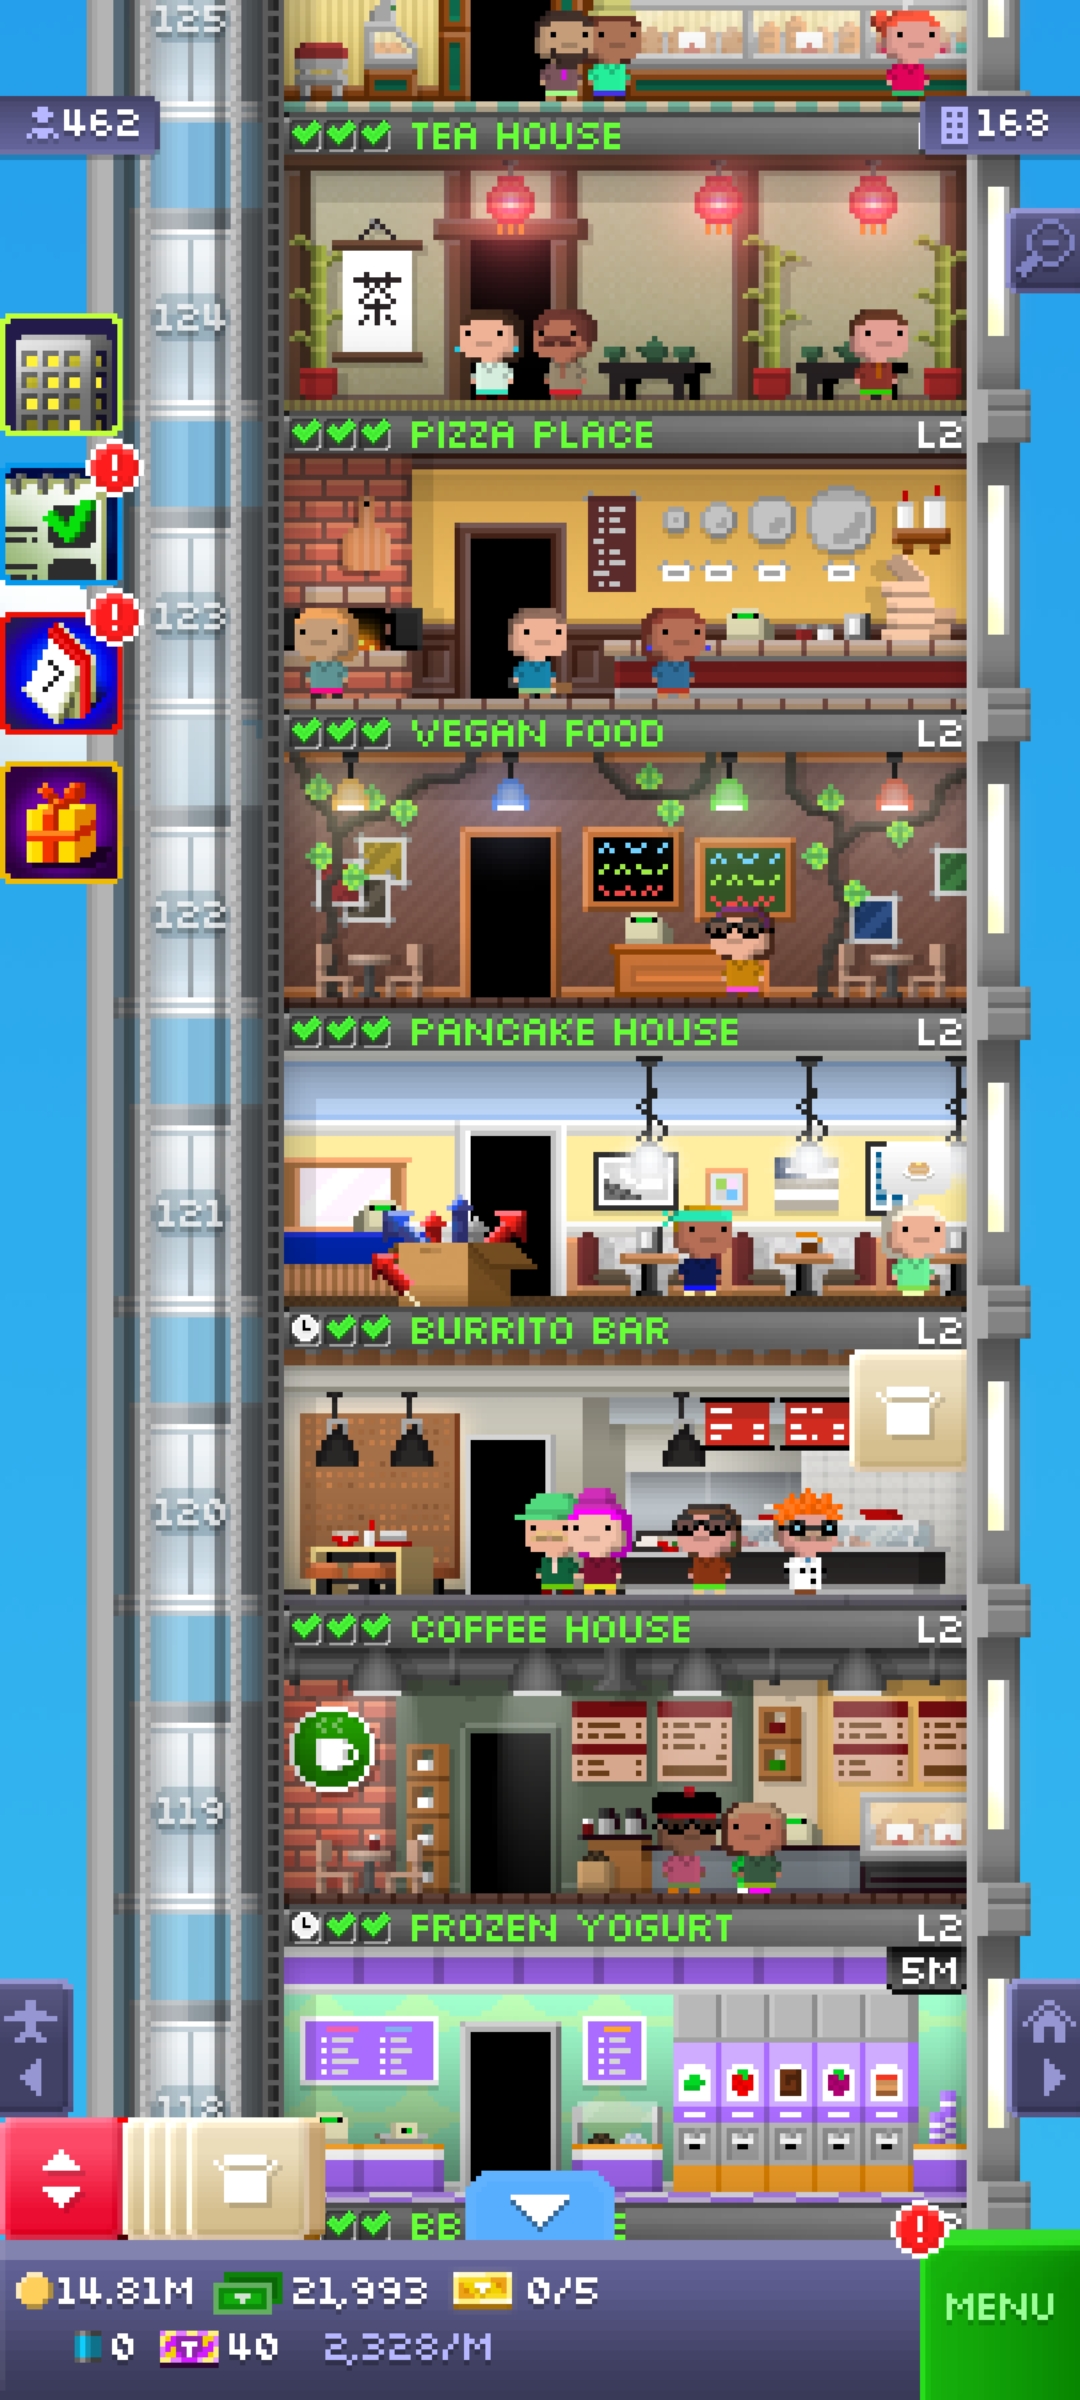 125
462
168
TEA HOUSE
茶
124
PIZZA PLACE L2
123
VEGAN FOOD L2
122
PANCAKE HOUSE L2
121
BURRITO BAR L2
120
COFFEE HOUSE L2
119
FROZEN YOGURT L2
5M
118
BB
14.81M 21,993 0/5
MENU
0 T 40 2,328/M